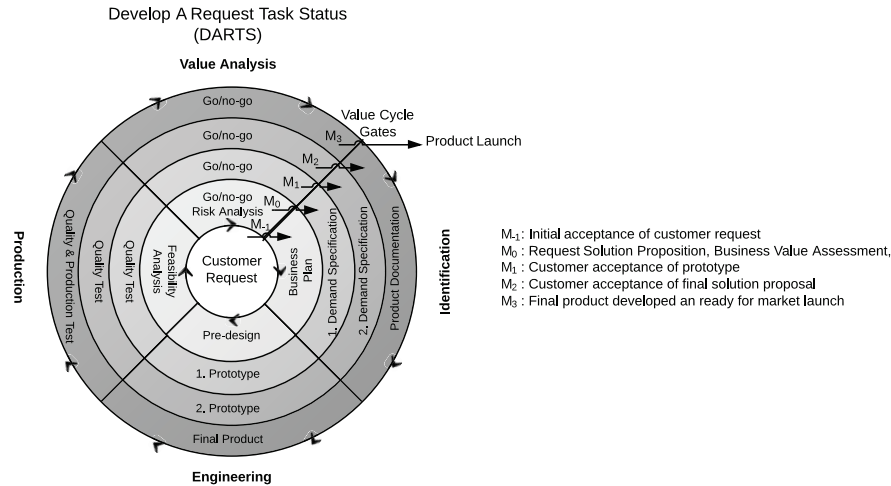 Develop A Request Task Status
(DARTS)
Value Analysis
Go/no-go
Go/no-go
Go/no-go
Go/no-go
Risk Analysis
Value Cycle
Gates
M3
Product Launch
M2
M1
M0
M-1
Customer
Request
Production
Quality & Production Test
Quality Test
Quality Test
Feasibility
Analysis
Business
Plan
1. Demand Specification
2. Demand Specification
Product Documentation
Identification
Pre-design
1. Prototype
2. Prototype
Final Product
Engineering
M-1 : Initial acceptance of customer request
M0 : Request Solution Proposition, Business Value Assessment,
M1 : Customer acceptance of prototype
M2 : Customer acceptance of final solution proposal
M3 : Final product developed an ready for market launch